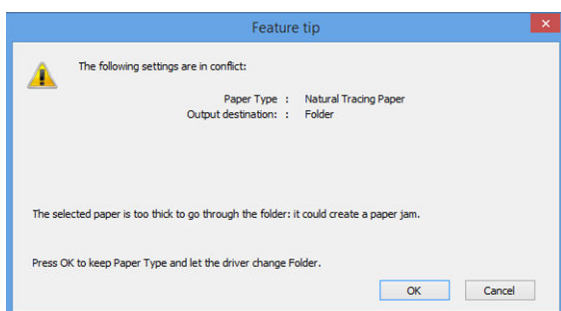 Feature tip
The following settings are in conflict:
Paper Type : Natural Tracing Paper
Output destination: : Folder
The selected paper is too thick to go through the folder: it could create a paper jam.
Press OK to keep Paper Type and let the driver change Folder.
OK Cancel